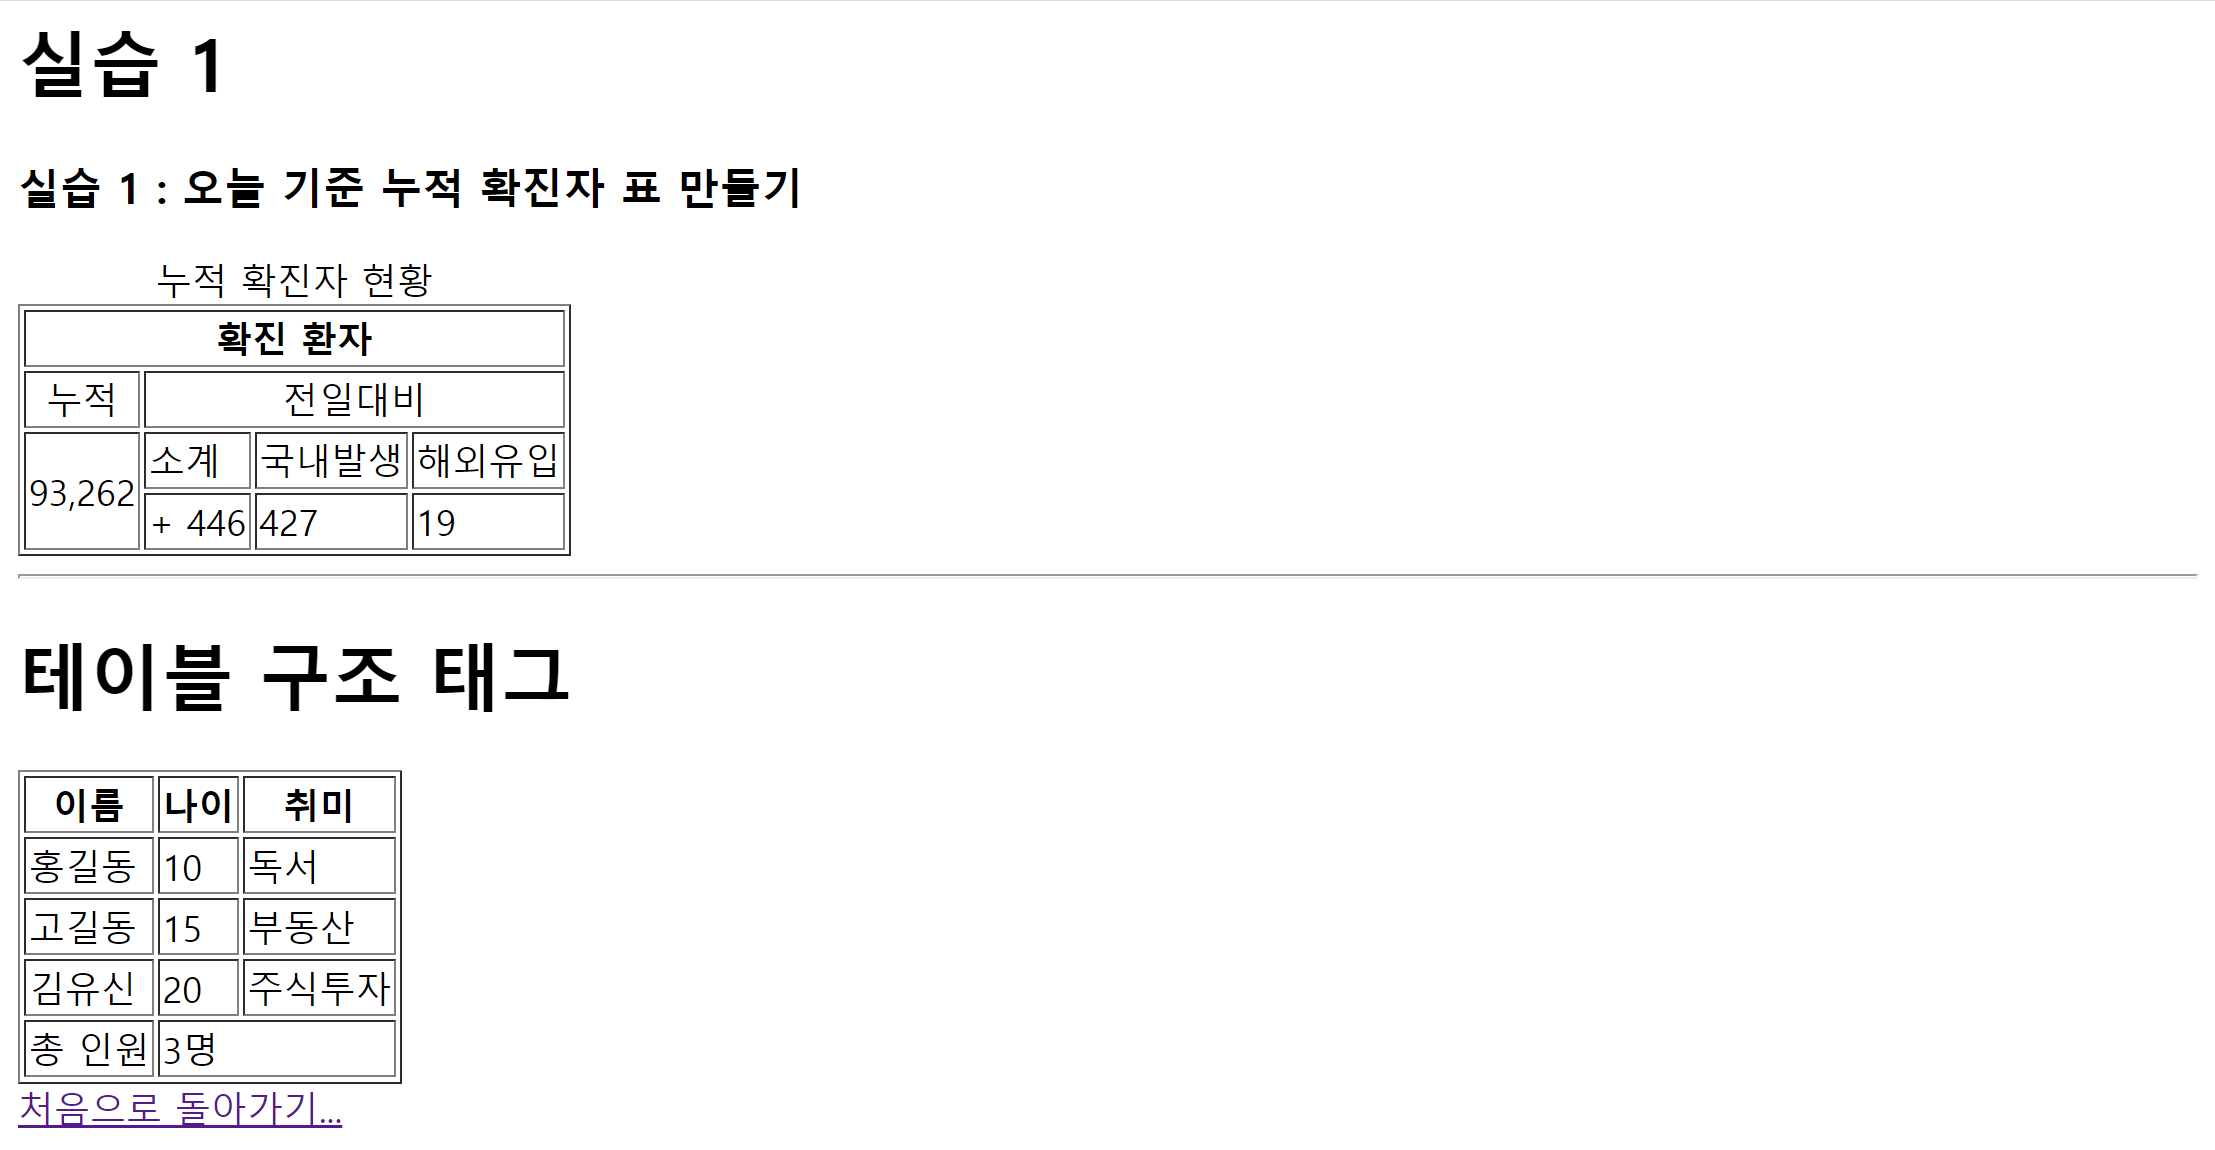 실습 1
실습 1 : 오늘 기준 누적 확진자 표 만들기
누적 확진자 현황
확진 환자
누적 전일대비
93,262 소계 국내발생 해외유입
+ 446 427 19
테이블 구조 태그
이름 나이 취미
홍길동 10 독서
고길동 15 부동산
김유신 20 주식투자
총 인원 3명
처음으로 돌아가기...